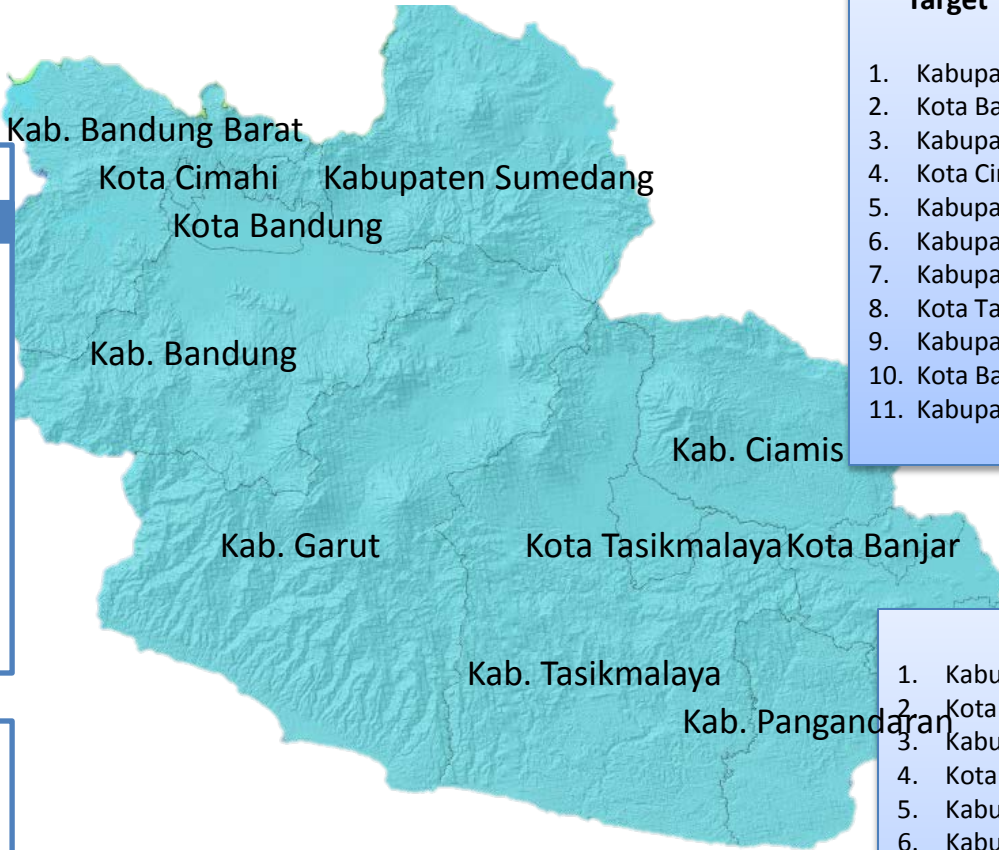 Target
1. Kabupa
2. Kota Ba
3. Kabupa
4. Kota Ci
5. Kabupa
6. Kabupa
7. Kabupa
8. Kota Ta
9. Kabupa
10. Kota Ba
11. Kabupa
Kab. Bandung Barat
Kota Cimahi Kabupaten Sumedang
Kota Bandung
Kab. Bandung
Kab. Ciamis
Kab. Garut Kota Tasikmalaya Kota Banjar
Kab. Tasikmalaya
Kab. Pangandaran
1. Kabu
2. Kota
3. Kabu
4. Kota
5. Kabu
6. Kabu